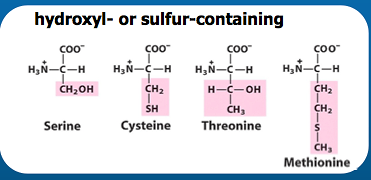 hydroxyl- or sulfur-containing
COO⁻ COO⁻ COO⁻ COO⁻
H₃N⁺—C—H H₃N⁺—C—H H₃N⁺—C—H H₃N⁺—C—H
CH₂OH CH₂ H—C—OH CH₂
SH CH₃ CH₂
S
CH₃
Serine Cysteine Threonine
Methionine